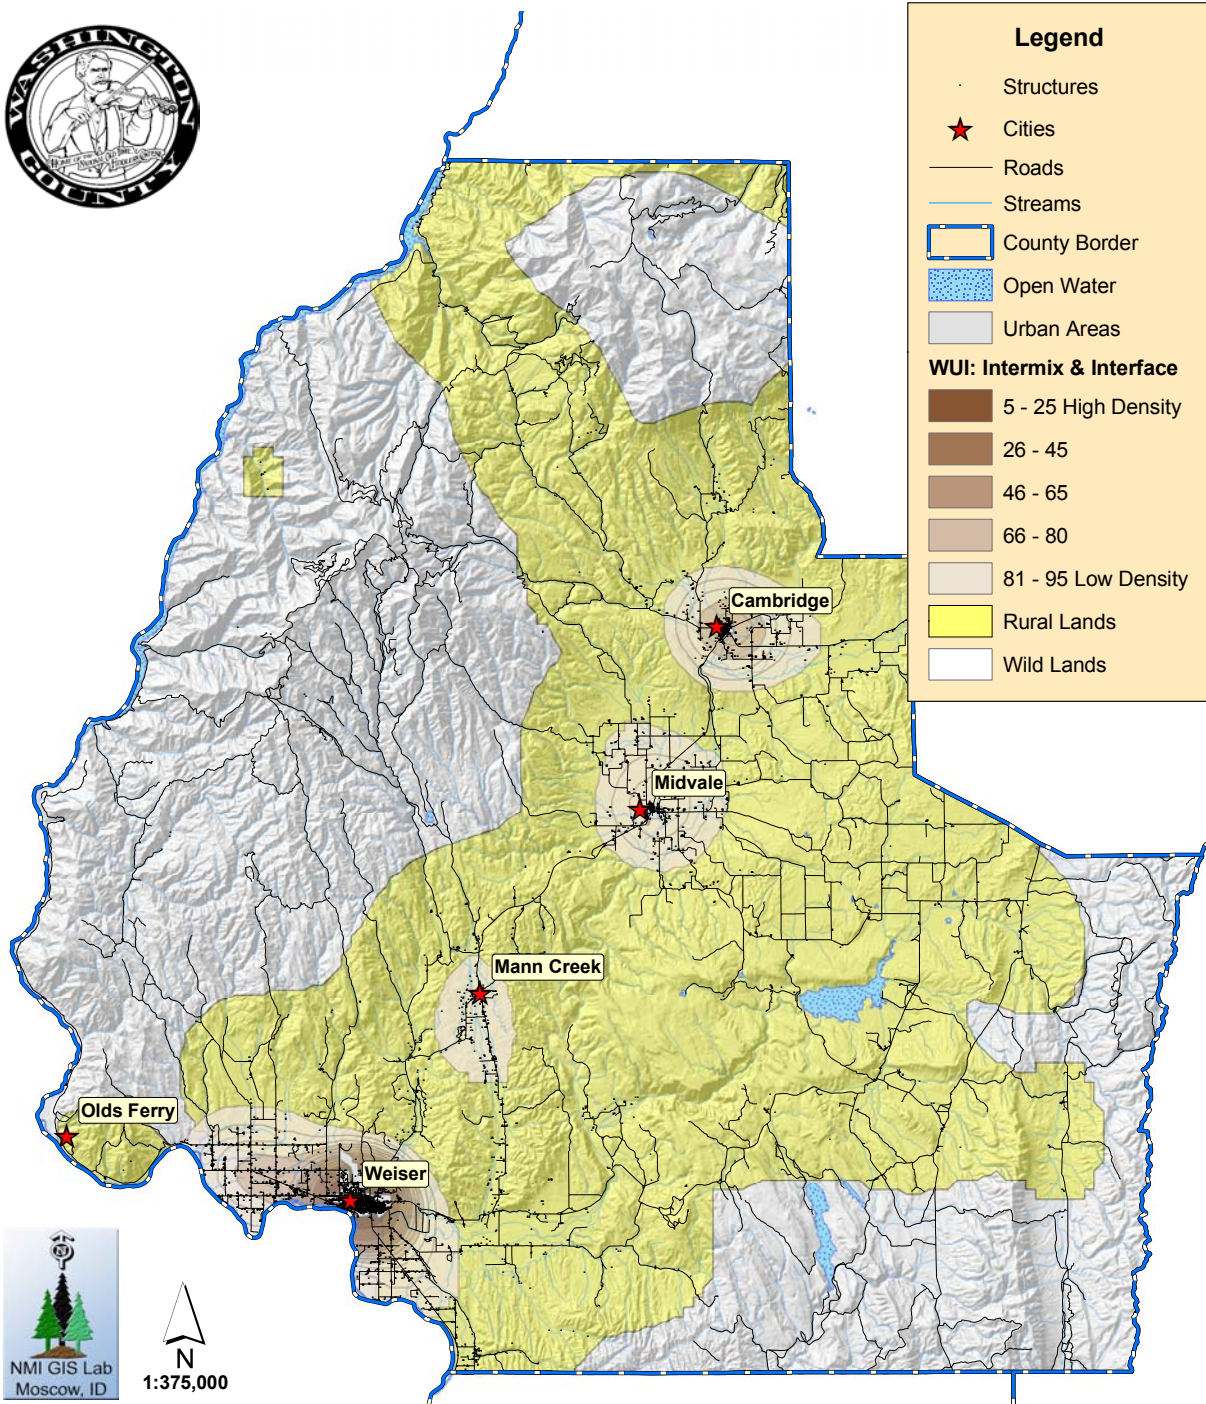 WASHINGTON
COUNTY
Legend
Structures
Cities
Roads
Streams
County Border
Open Water
Urban Areas
WUI: Intermix & Interface
5 - 25 High Density
26 - 45
46 - 65
66 - 80
81 - 95 Low Density
Rural Lands
Wild Lands
Cambridge
Midvale
Mann Creek
Olds Ferry
Weiser
N
NMI GIS Lab
Moscow, ID
N
1:375,000